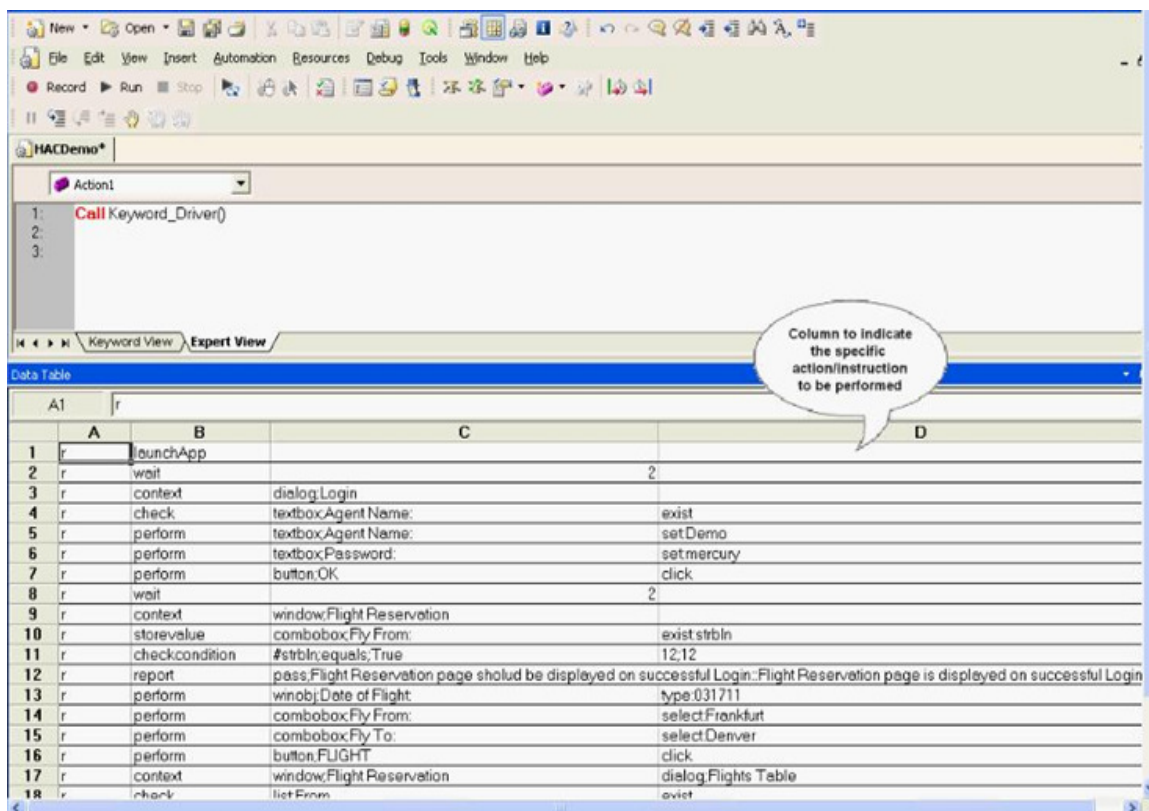 New Open
File Edit View Insert Automation Resources Debug Tools Window Help
Record Run Stop
HACDemo*
Action1
1: Call Keyword_Driver()
2:
3:
Keyword View Expert View
Column to indicate
the specific
action/instruction
to be performed
Data Table
A1 r
A B C D
1 r launchApp
2 r wait 2
3 r context dialog;Login
4 r check textbox;Agent Name: exist
5 r perform textbox;Agent Name: set:Demo
6 r perform textbox;Password: set:mercury
7 r perform button;OK click
8 r wait 2
9 r context window;Flight Reservation
10 r storevalue combobox;Fly From: exist:strbln
11 r checkcondition #strbln;equals;True 12;12
12 r report pass;Flight Reservation page sholud be displayed on successful Login::Flight Reservation page is displayed on successful Login
13 r perform winobj;Date of Flight: type:031711
14 r perform combobox;Fly From: select:Frankfurt
15 r perform combobox;Fly To: select:Denver
16 r perform button;FLIGHT click
17 r context window;Flight Reservation dialog;Flights Table
18 r check list;From exist